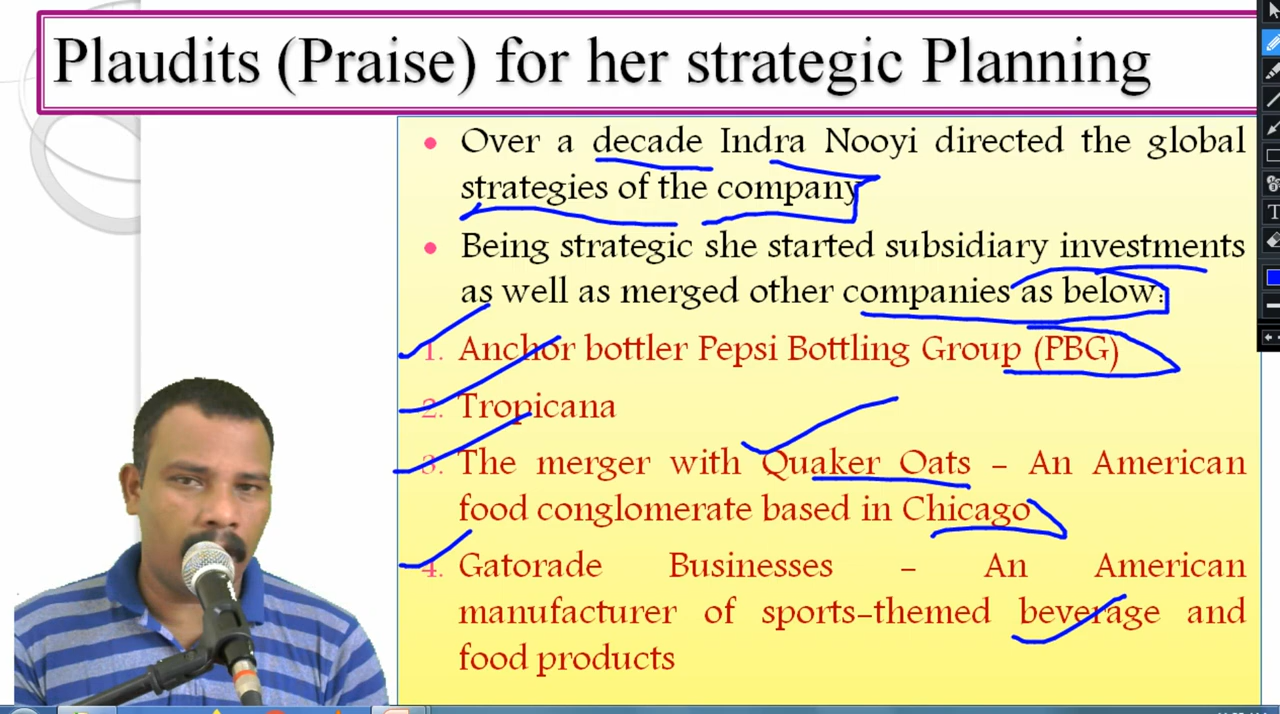 Plaudits (Praise) for her strategic Planning
• Over a decade Indra Nooyi directed the global
strategies of the company
• Being strategic she started subsidiary investments
as well as merged other companies as below:
1. Anchor bottler Pepsi Bottling Group (PBG)
2. Tropicana
3. The merger with Quaker Oats – An American
food conglomerate based in Chicago
4. Gatorade Businesses – An American
manufacturer of sports-themed beverage and
food products